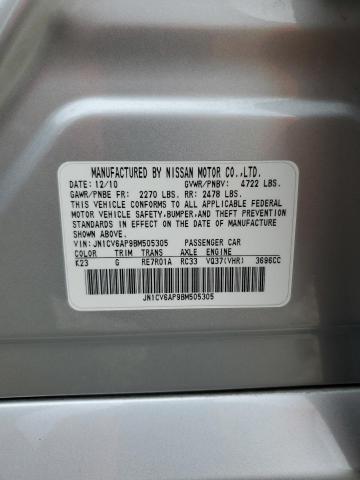 MANUFACTURED BY NISSAN MOTOR CO.,LTD.
DATE: 12/10 GVWR/PNBV: 4722 LBS.
GAWR/PNBE FR: 2270 LBS. RR: 2478 LBS.
THIS VEHICLE CONFORMS TO ALL APPLICABLE FEDERAL
MOTOR VEHICLE SAFETY,BUMPER,AND THEFT PREVENTION
STANDARDS IN EFFECT ON THE DATE OF MANUFACTURE
SHOWN ABOVE.
VIN: JN1CV6AP9BM505305 PASSENGER CAR
COLOR TRIM TRANS AXLE ENGINE
K23 G RE7R01A RC33 VQ37(VHR) 3696CC
JN1CV6AP9BM505305